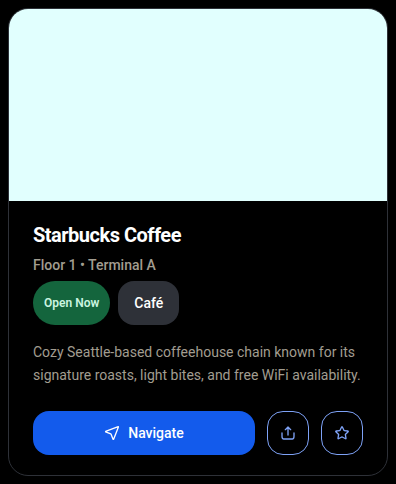 Starbucks Coffee
Floor 1 • Terminal A
Open Now Café
Cozy Seattle-based coffeehouse chain known for its
signature roasts, light bites, and free WiFi availability.
Navigate